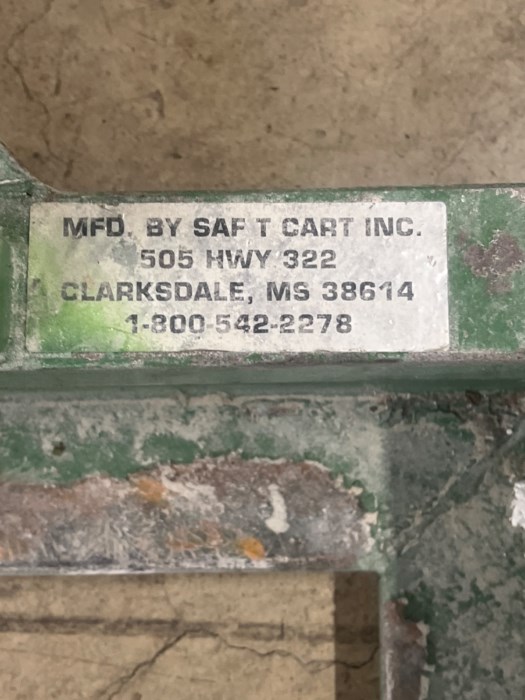 MFD. BY SAF T CART INC.
505 HWY 322
CLARKSDALE, MS 38614
1-800-542-2278